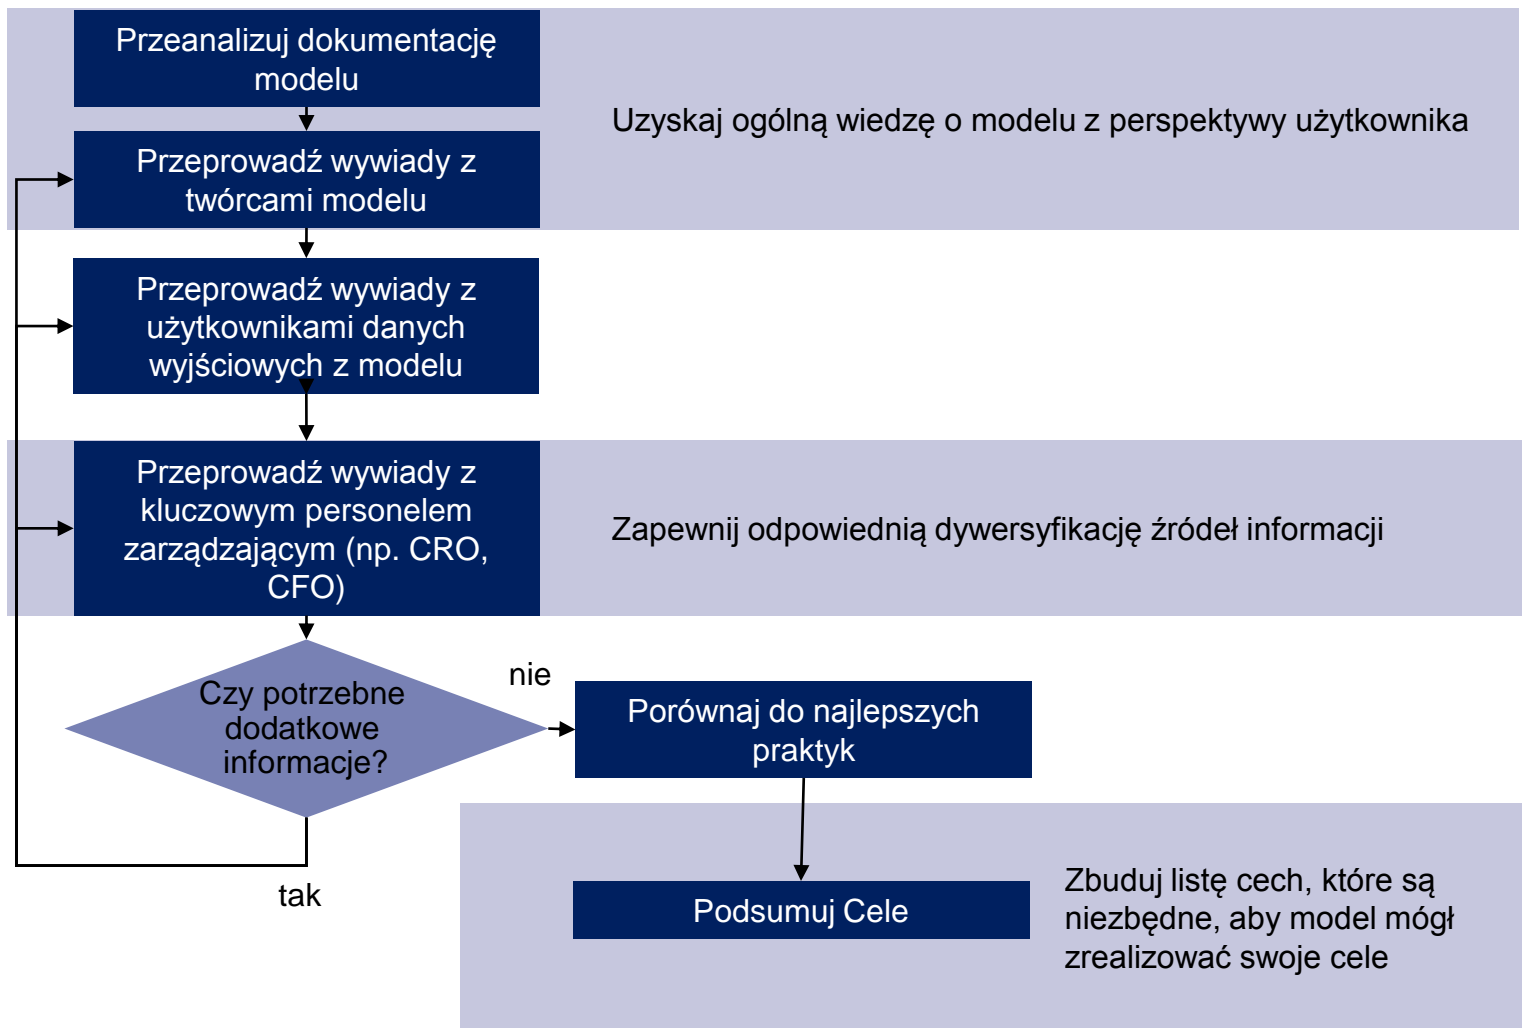 Przeanalizuj dokumentację
modelu
Uzyskaj ogólną wiedzę o modelu z perspektywy użytkownika
Przeprowadź wywiady z
twórcami modelu
Przeprowadź wywiady z
użytkownikami danych
wyjściowych z modelu
Przeprowadź wywiady z
kluczowym personelem
zarządzającym (np. CRO,
CFO)
Zapewnij odpowiednią dywersyfikację źródeł informacji
Czy potrzebne
dodatkowe
informacje?
nie
Porównaj do najlepszych
praktyk
tak
Podsumuj Cele
Zbuduj listę cech, które są
niezbędne, aby model mógł
zrealizować swoje cele